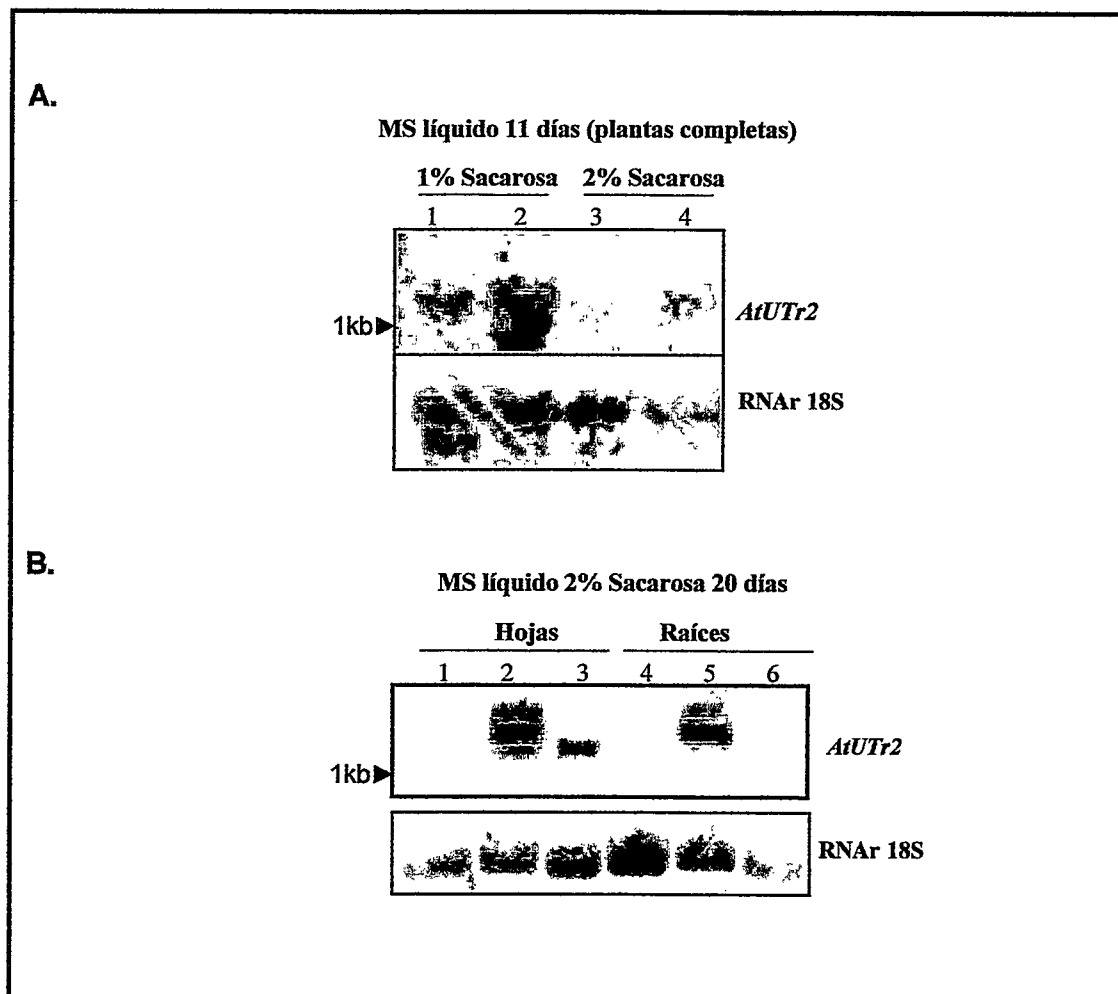 A.
MS líquido 11 días (plantas completas)
1% Sacarosa 2% Sacarosa
1 2 3 4
1kb
AtUTr2
RNAr 18S
B.
MS líquido 2% Sacarosa 20 días
Hojas Raíces
1 2 3 4 5 6
1kb
AtUTr2
RNAr 18S